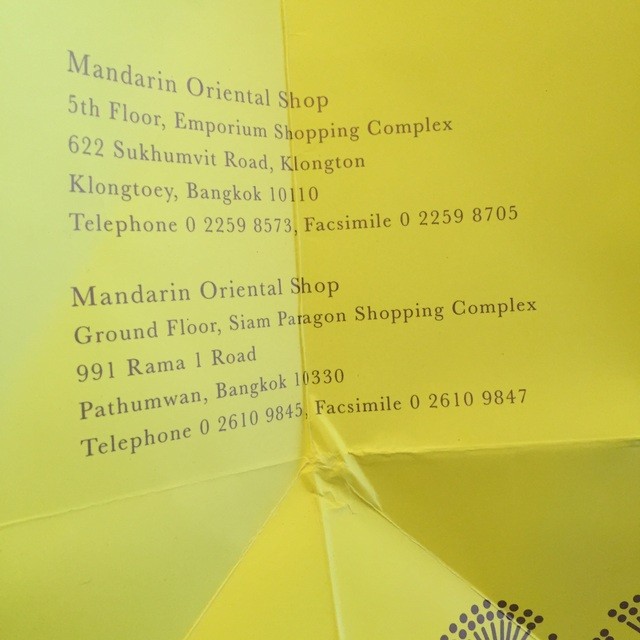 Mandarin Oriental Shop
5th Floor, Emporium Shopping Complex
622 Sukhumvit Road, Klongton
Klongtoey, Bangkok 10110
Telephone 0 2259 8573, Facsimile 0 2259 8705
Mandarin Oriental Shop
Ground Floor, Siam Paragon Shopping Complex
991 Rama 1 Road
Pathumwan, Bangkok 10330
Telephone 0 2610 9845, Facsimile 0 2610 9847